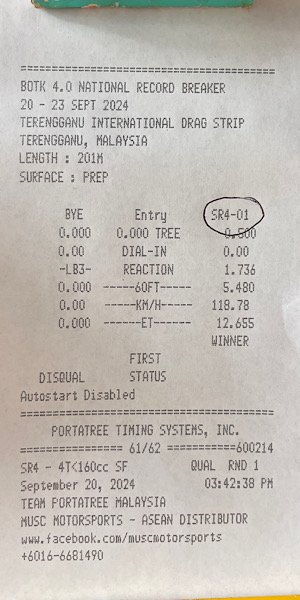 ==================================
BOTK 4.0 NATIONAL RECORD BREAKER
20 - 23 SEPT 2024
TERENGGANU INTERNATIONAL DRAG STRIP
TERENGGANU, MALAYSIA
LENGTH : 201M
SURFACE : PREP
BYE Entry SR4-01
0.000 0.000 TREE 0.500
0.00 DIAL-IN 0.00
-LB3- REACTION 1.736
0.000 -----60FT----- 5.480
0.00 -----KM/H----- 118.78
0.000 ------ET------ 12.655
WINNER
FIRST
DISQUAL STATUS
Autostart Disabled
==================================
PORTATREE TIMING SYSTEMS, INC.
============== 61/62 ===========600214
SR4 - 4T<160cc SF QUAL RND 1
September 20, 2024 03:42:38 PM
TEAM PORTATREE MALAYSIA
MUSC MOTORSPORTS - ASEAN DISTRIBUTOR
www.facebook.com/muscmotorsports
+6016-6681490